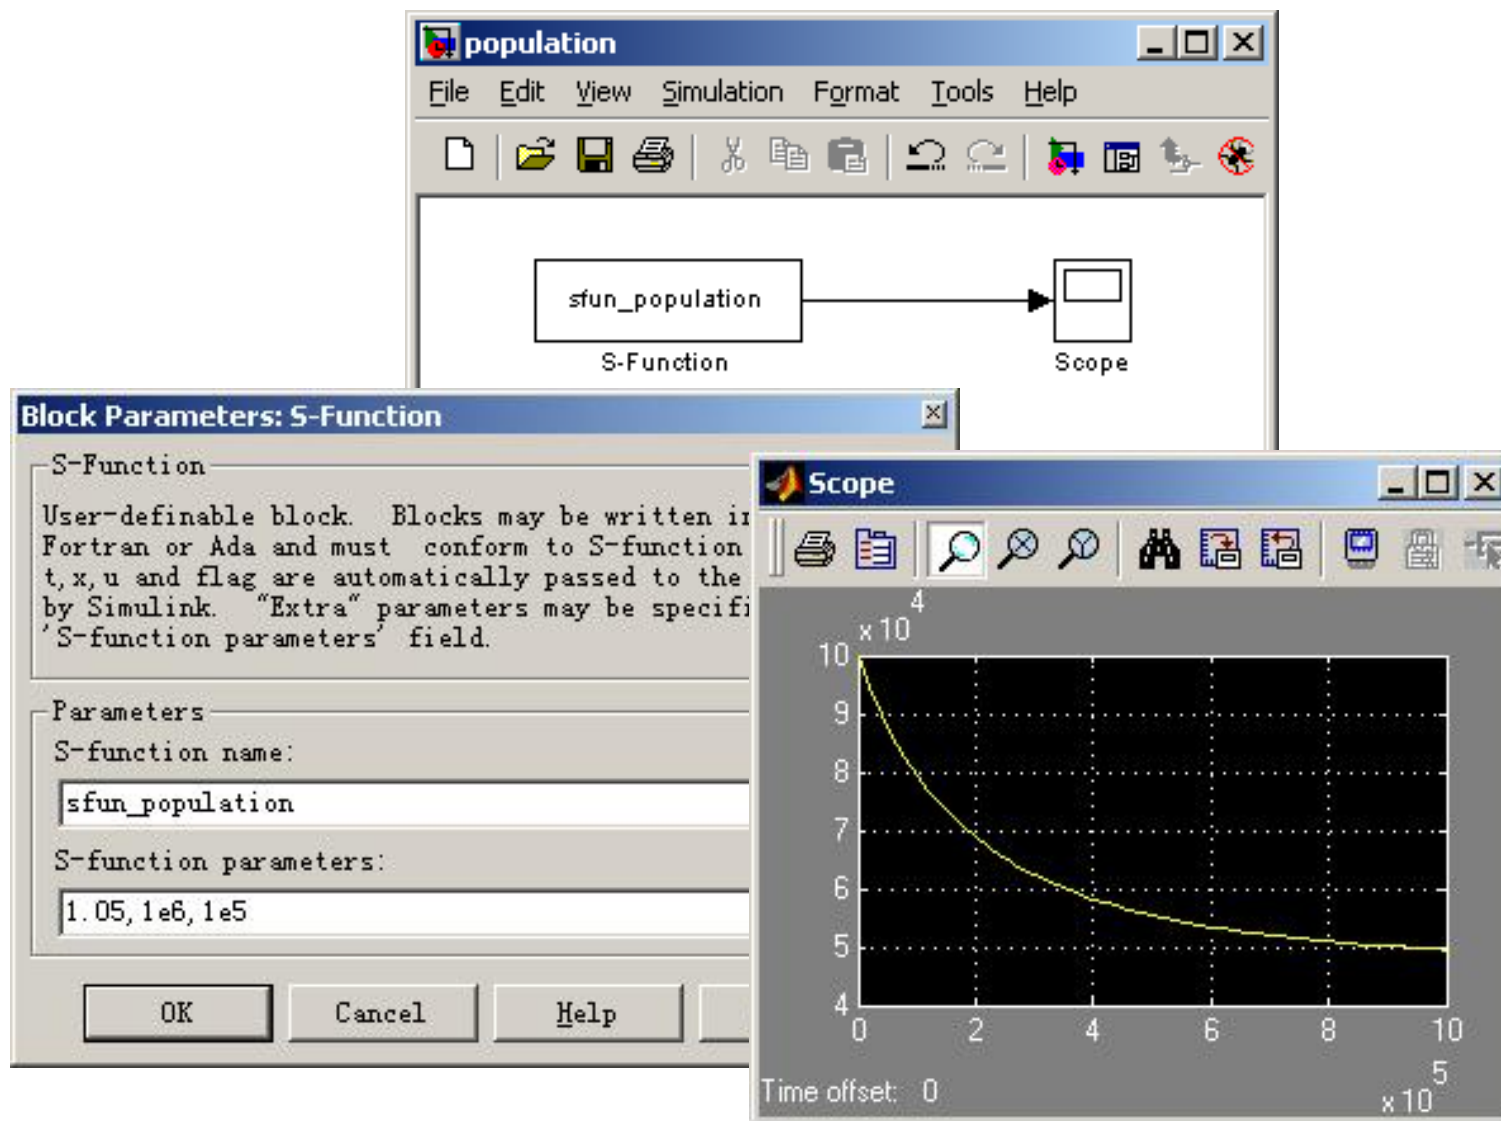 population
File Edit View Simulation Format Tools Help
sfun_population
S-Function
Scope
Block Parameters: S-Function
S-Function
User-definable block. Blocks may be written in
Fortran or Ada and must conform to S-function
t,x,u and flag are automatically passed to the
by Simulink. "Extra" parameters may be specifi
'S-function parameters' field.
Parameters
S-function name:
sfun_population
S-function parameters:
1.05,1e6,1e5
OK Cancel Help
Scope
4
x 10
10
9
8
7
6
5
4
0 2 4 6 8 10
5
x 10
Time offset: 0